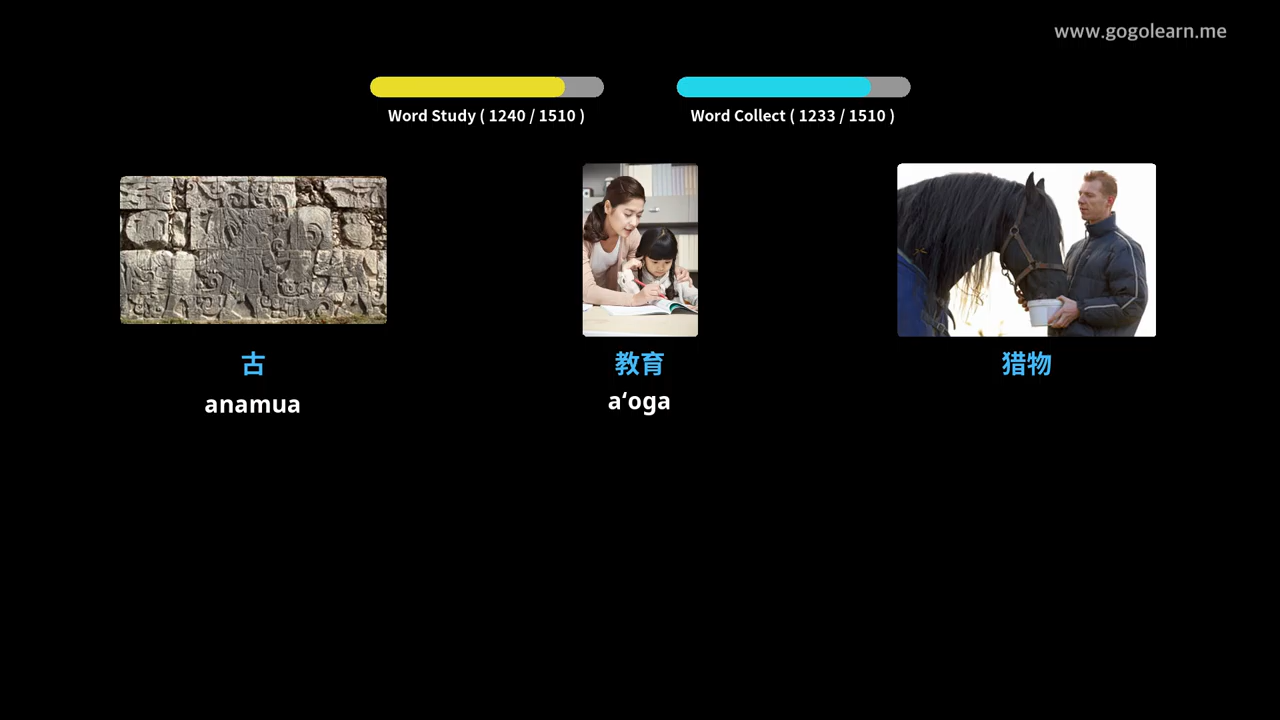 www.gogolearn.me
Word Study ( 1240 / 1510 )
Word Collect ( 1233 / 1510 )
古
anamua
教育
aʻoga
猎物